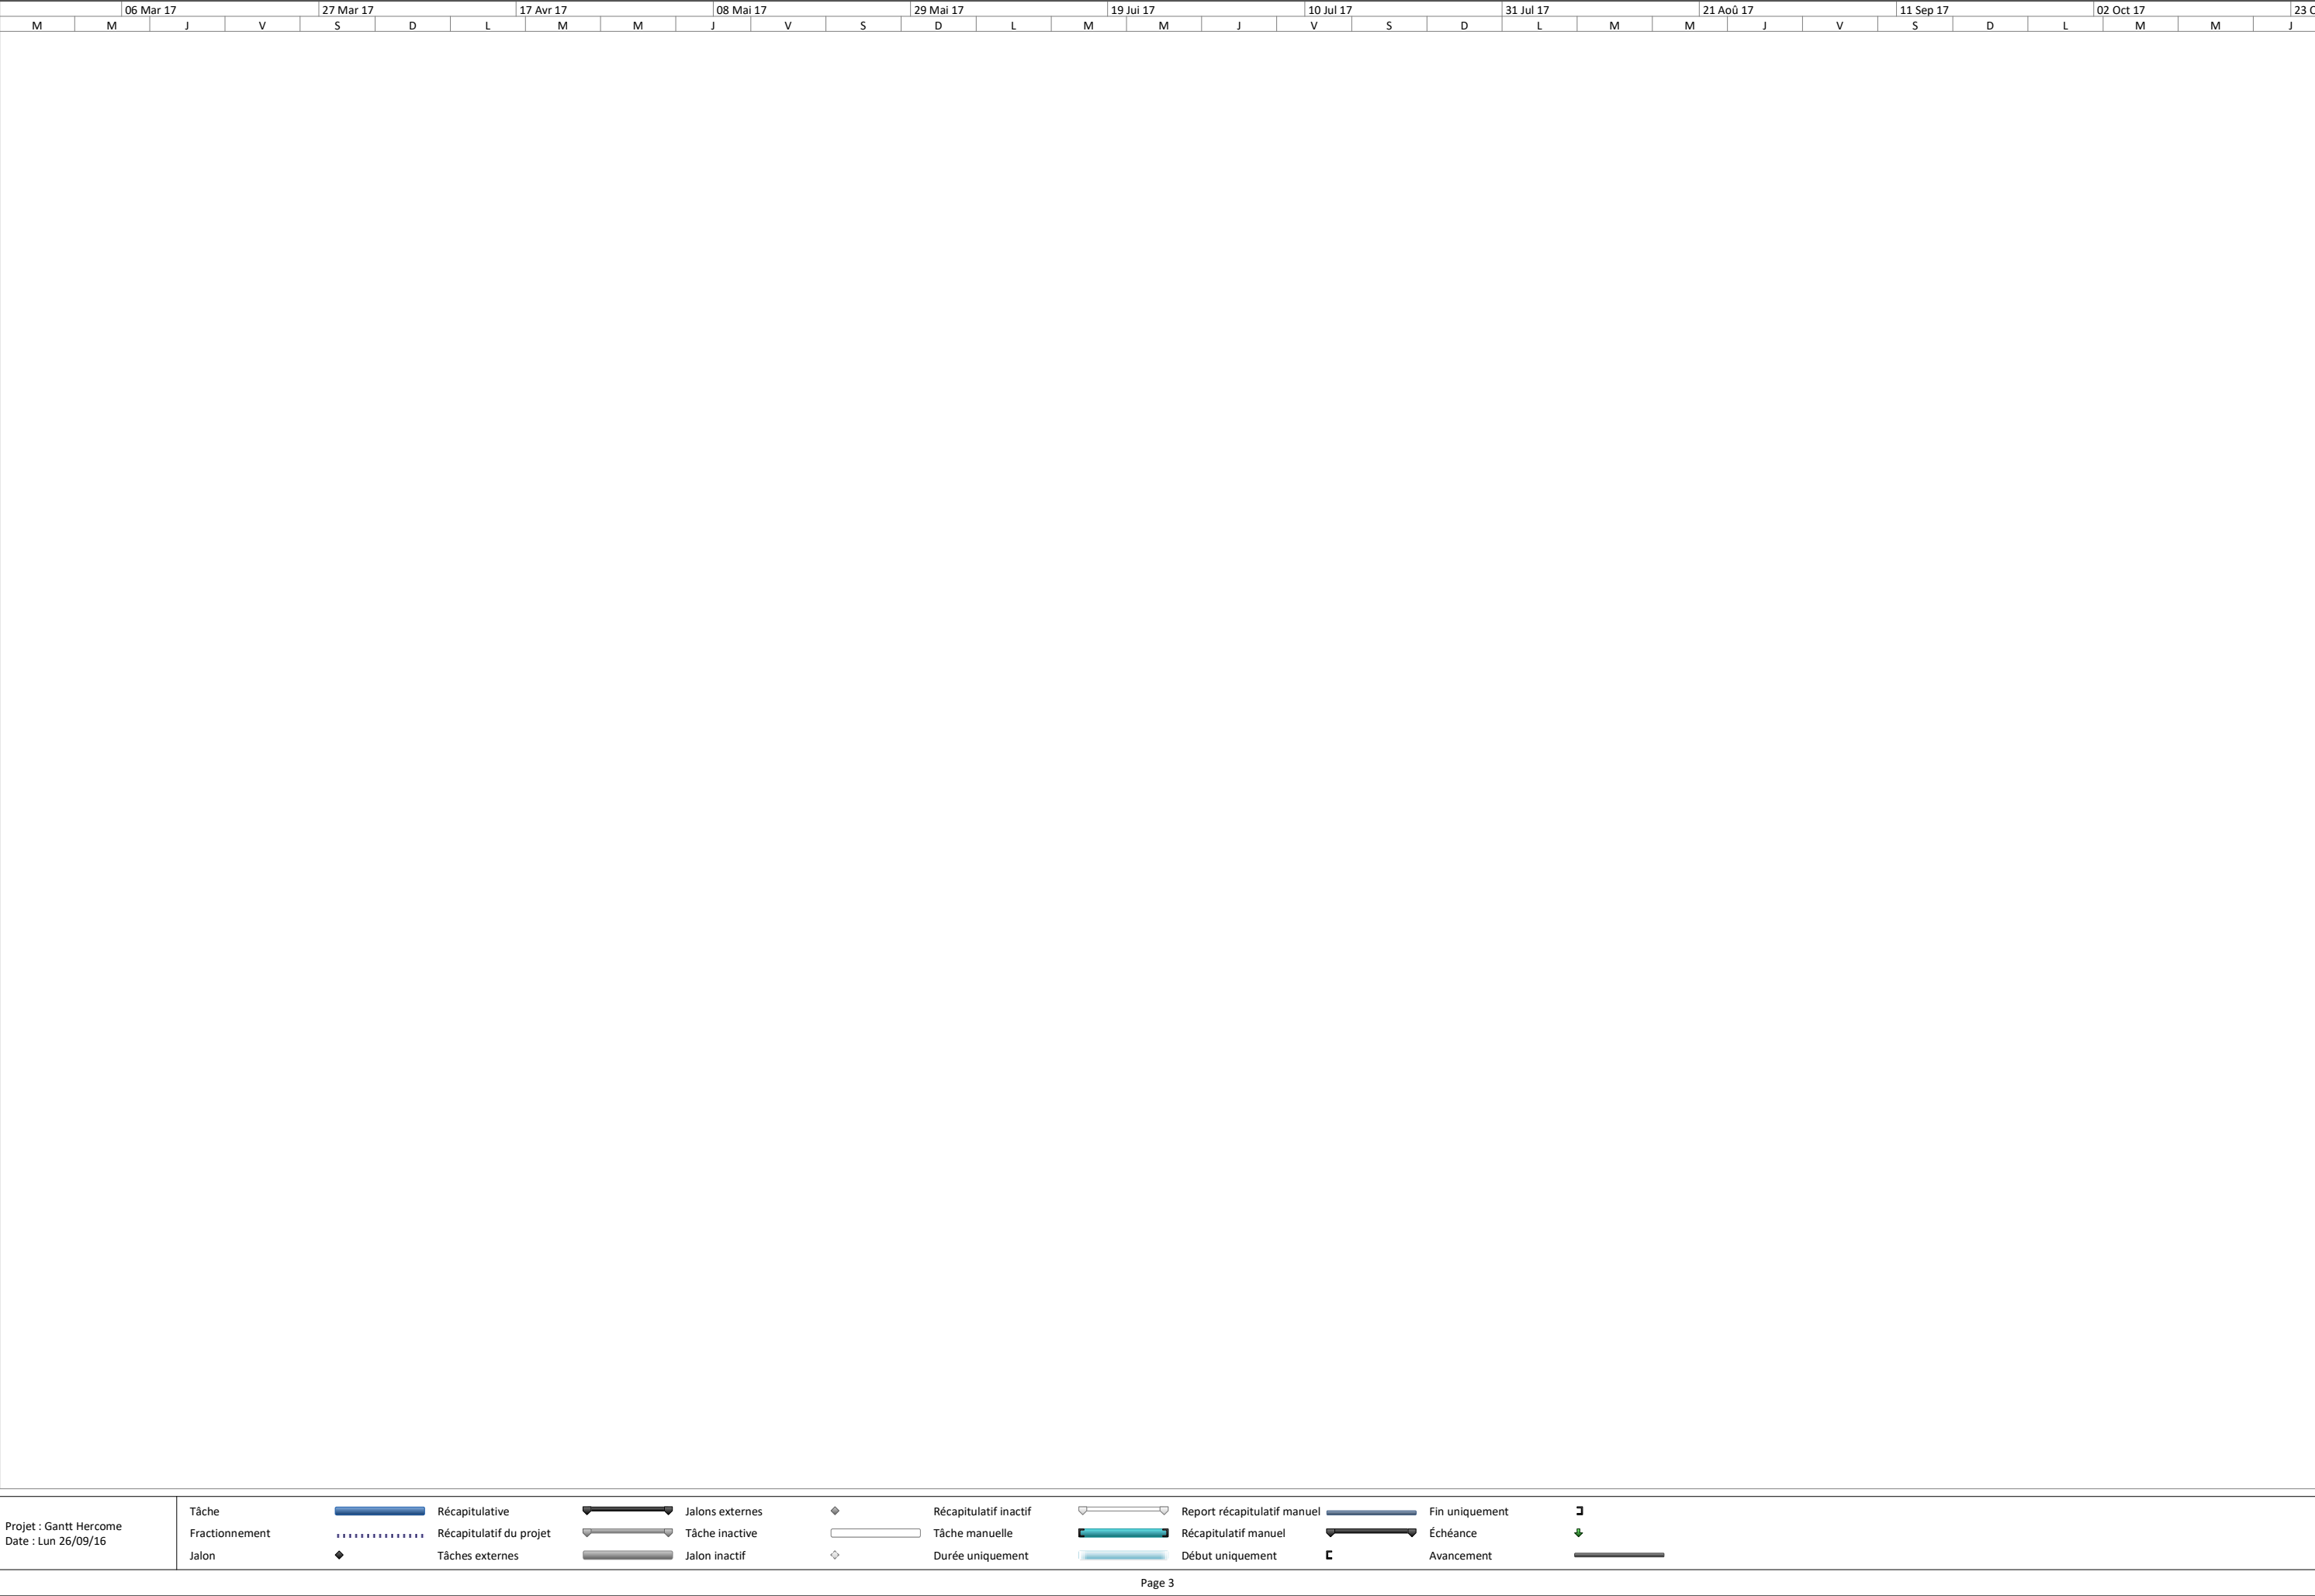 06 Mar 17 27 Mar 17 17 Avr 17 08 Mai 17 29 Mai 17 19 Jui 17 10 Jul 17 31 Jul 17 21 Aoû 17 11 Sep 17 02 Oct 17 23
M M J V S D L M M J V S D L M M J V S D L M M J V S D L M M J
Tâche Récapitulative Jalons externes Récapitulatif inactif Report récapitulatif manuel Fin uniquement
Projet : Gantt Hercome
Fractionnement Récapitulatif du projet Tâche inactive Tâche manuelle Récapitulatif manuel Échéance
Date : Lun 26/09/16
Jalon Tâches externes Jalon inactif Durée uniquement Début uniquement Avancement
Page 3